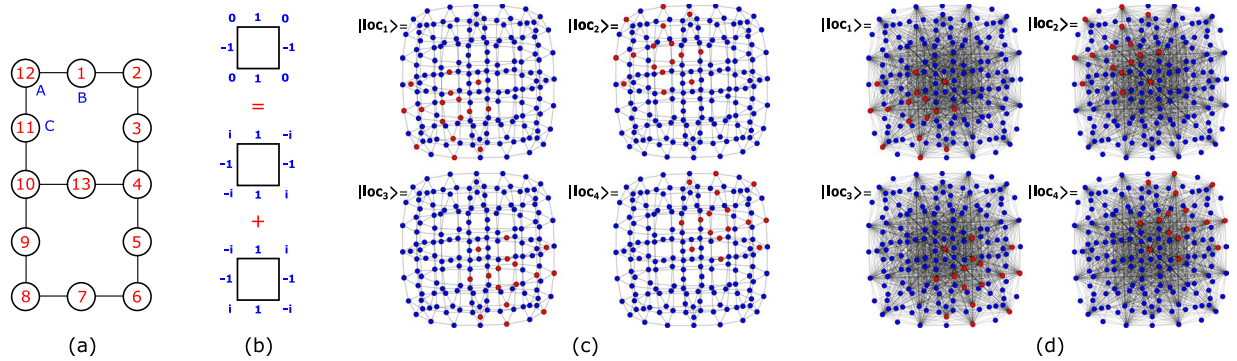 12 1 2
A B
11 C 3
10 13 4
9 5
8 7 6
(a)
0 1 0
-1 -1
0 1 0
=
i 1 -i
-1 -1
-i 1 i
+
-i 1 i
-1 -1
i 1 -i
(b)
|loc₁⟩= |loc₂⟩=
|loc₃⟩= |loc₄⟩=
(c)
|loc₁⟩= |loc₂⟩=
|loc₃⟩= |loc₄⟩=
(d)